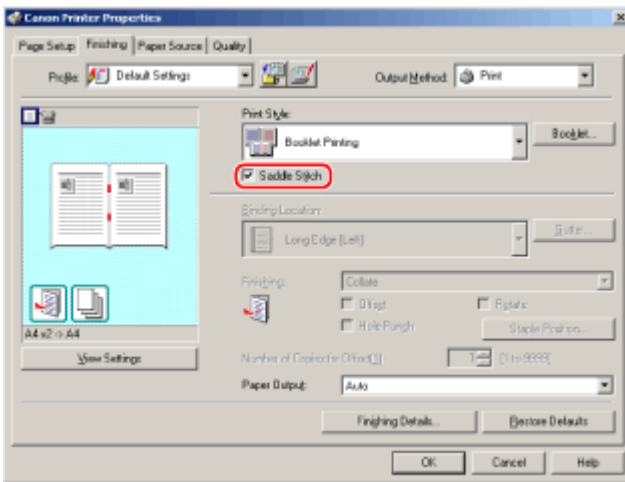 Canon Printer Properties
Page Setup Finishing Paper Source Quality
Profile: Default Settings Output Method: Print
Print Style:
Booklet Printing Booklet...
Saddle Stitch
Binding Location:
Long Edge [Left] Gutter...
Finishing: Collate
Offset Rotate
Hole Punch Staple Position...
A4 x2 -> A4
View Settings
Number of Copies for Offset[J]: 1 [1 to 9999]
Paper Output: Auto
Finishing Details... Restore Defaults
OK Cancel Help